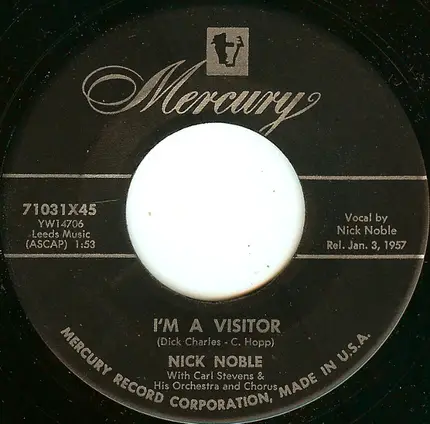 Mercury
71031X45
YW14706
Leeds Music
(ASCAP) 1:53
Vocal by
Nick Noble
Rel. Jan. 3, 1957
I'M A VISITOR
(Dick Charles - C. Hopp)
NICK NOBLE
With Carl Stevens &
His Orchestra and Chorus
MERCURY RECORD CORPORATION, MADE IN U.S.A.